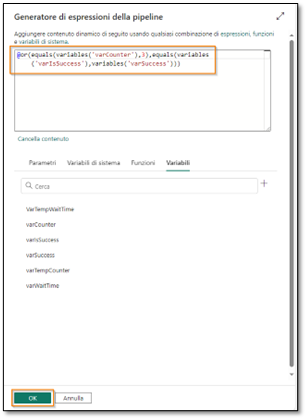 Generatore di espressioni della pipeline
Aggiungere contenuto dinamico di seguito usando qualsiasi combinazione di espressioni, funzioni
e variabili di sistema.
@or(equals(variables('varCounter'),3),equals(variables
('varIsSuccess'),variables('varSuccess')))
Cancella contenuto
Parametri Variabili di sistema Funzioni Variabili
Cerca
VarTempWaitTime
varCounter
varIsSuccess
varSuccess
varTempCounter
varWaitTime
OK Annulla